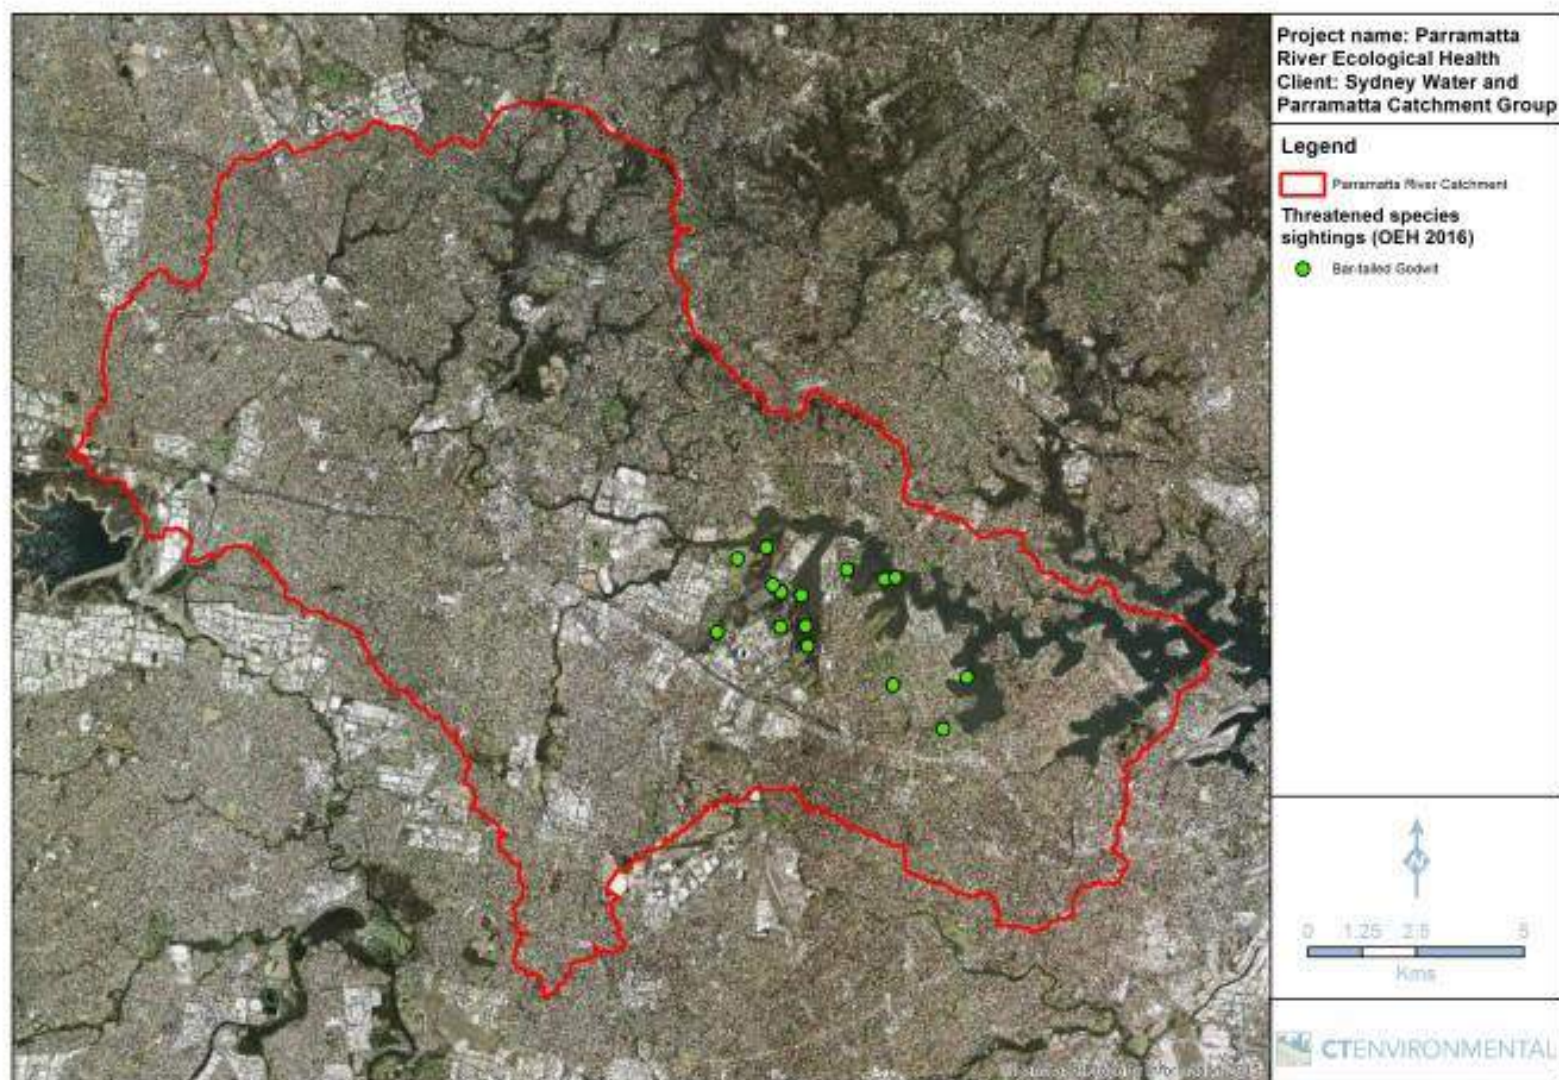 Project name: Parramatta
River Ecological Health
Client: Sydney Water and
Parramatta Catchment Group
Legend
Parramatta River Catchment
Threatened species
sightings (OEH 2016)
Bar-tailed Godwit
N
0 1.25 2.5 5
Kms
CTENVIRONMENTAL